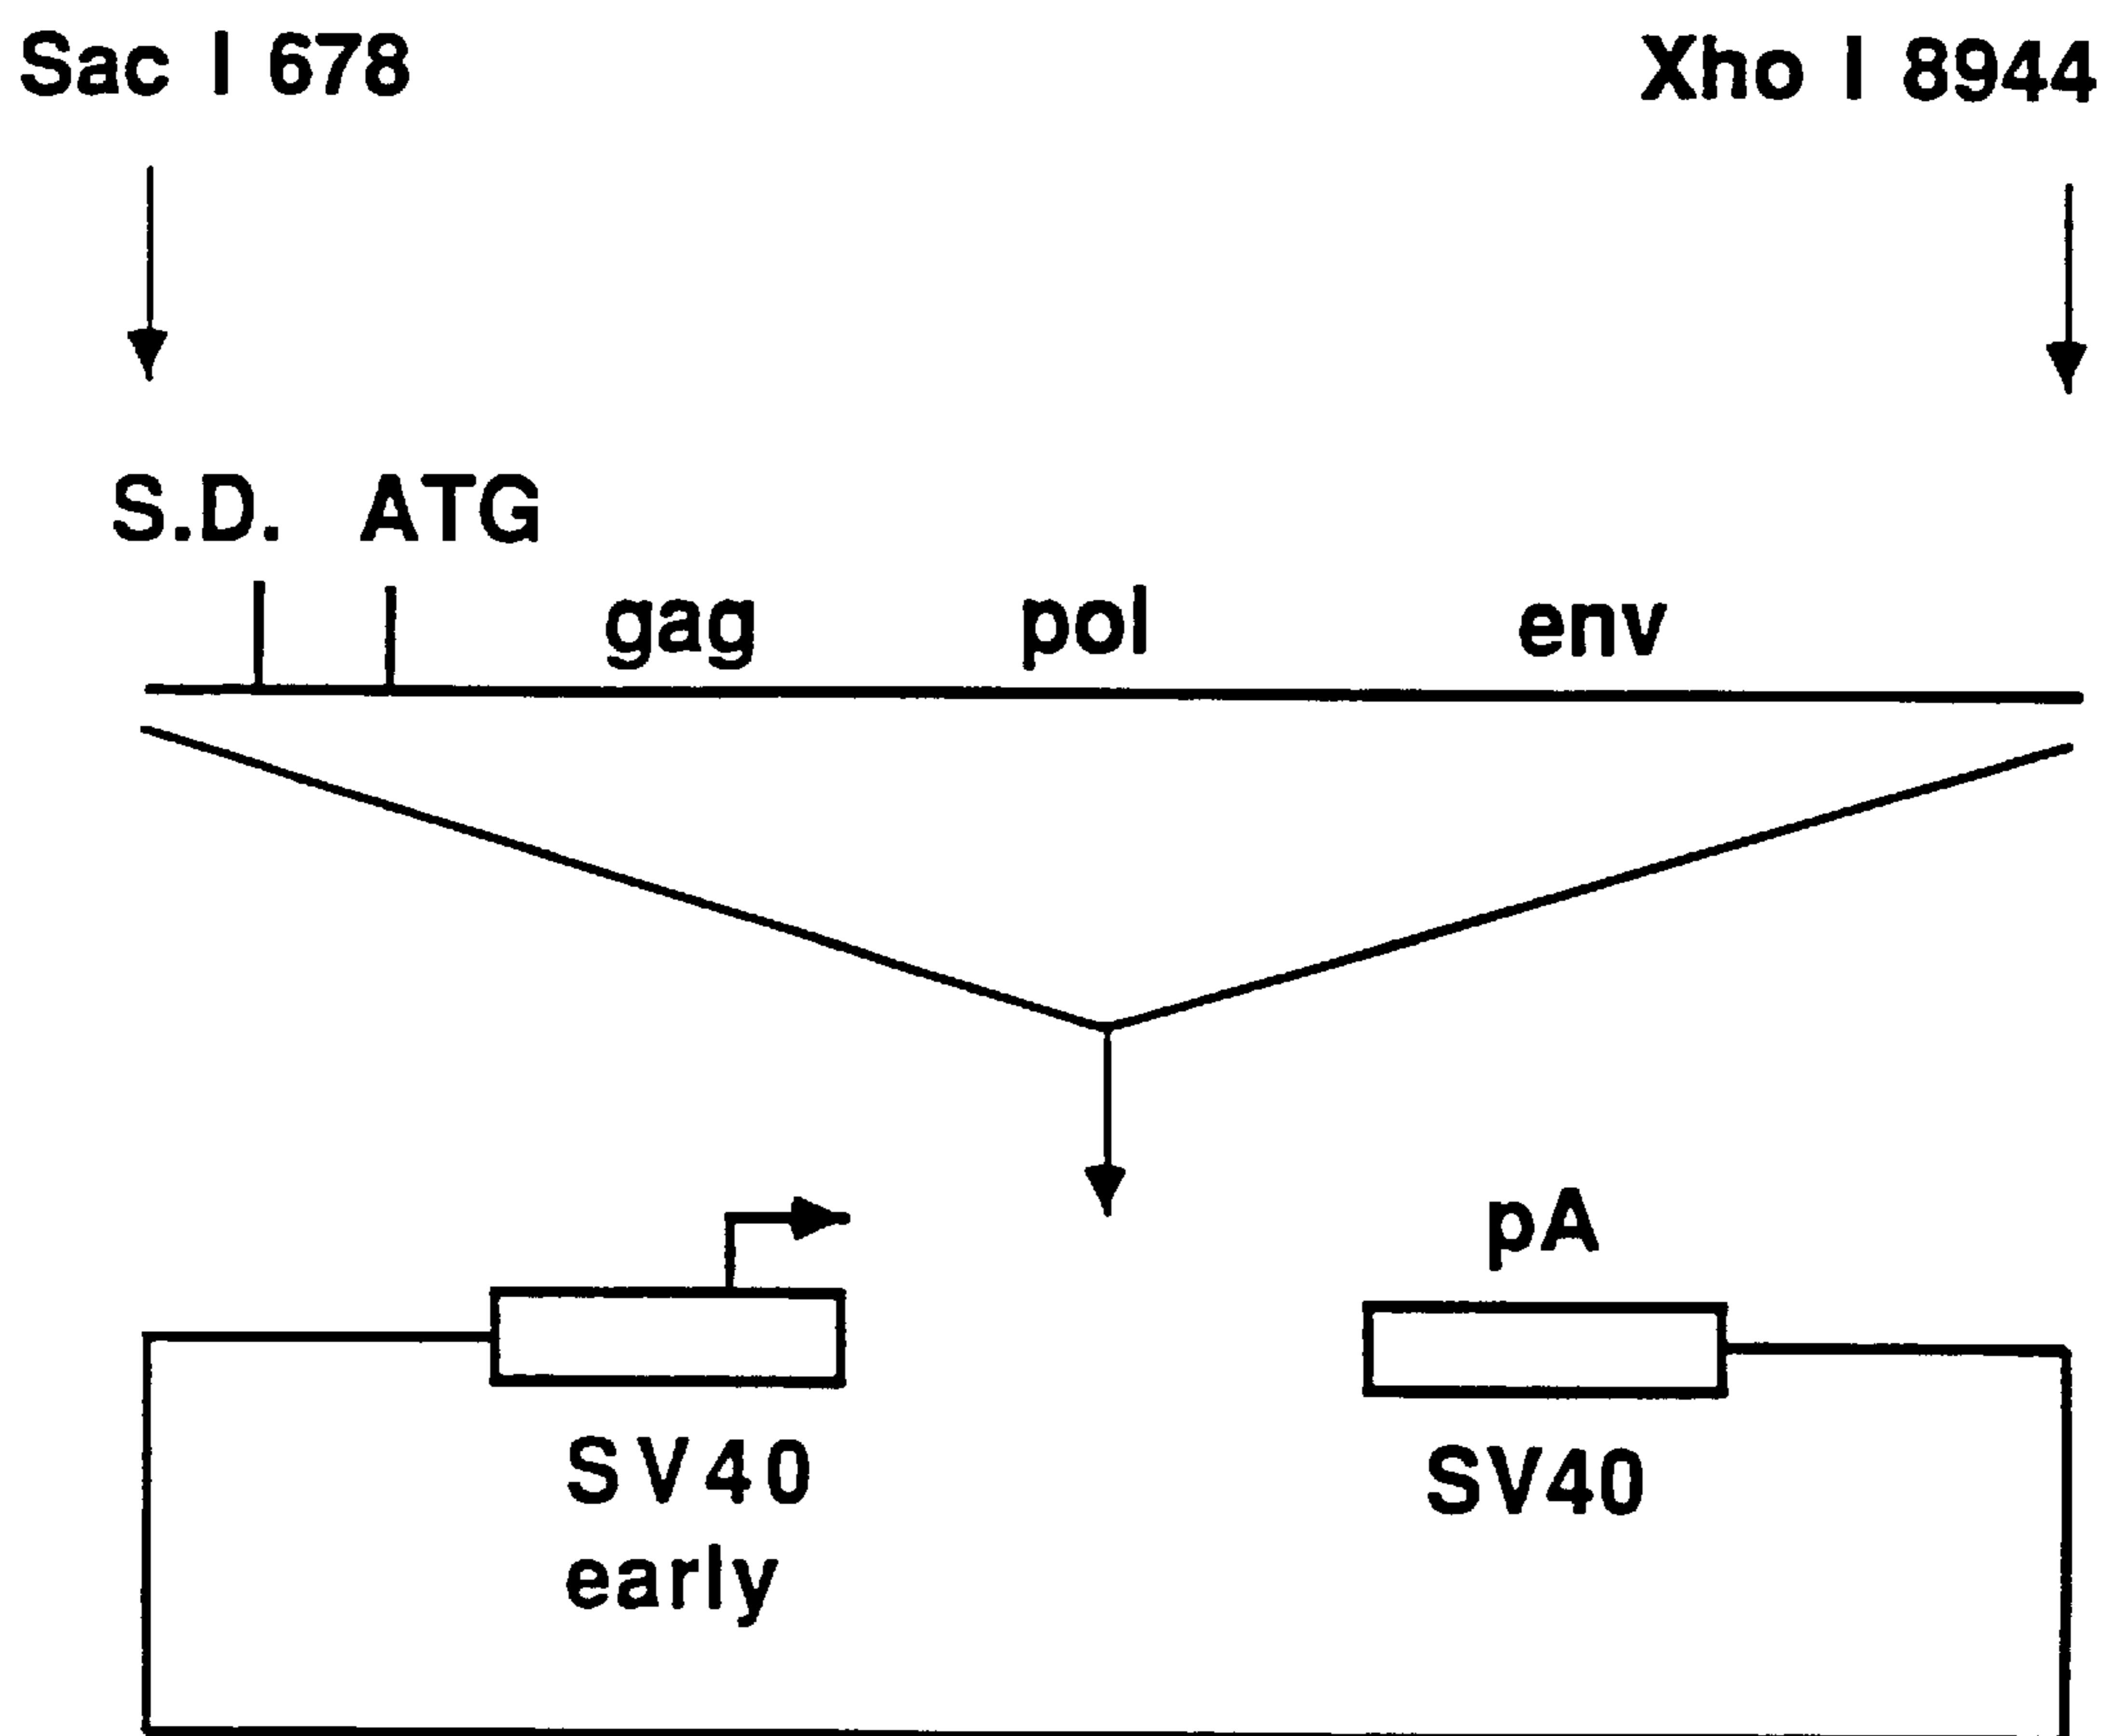 Sac I 678
Xho I 8944
S.D. ATG
gag pol env
pA
SV40 early
SV40